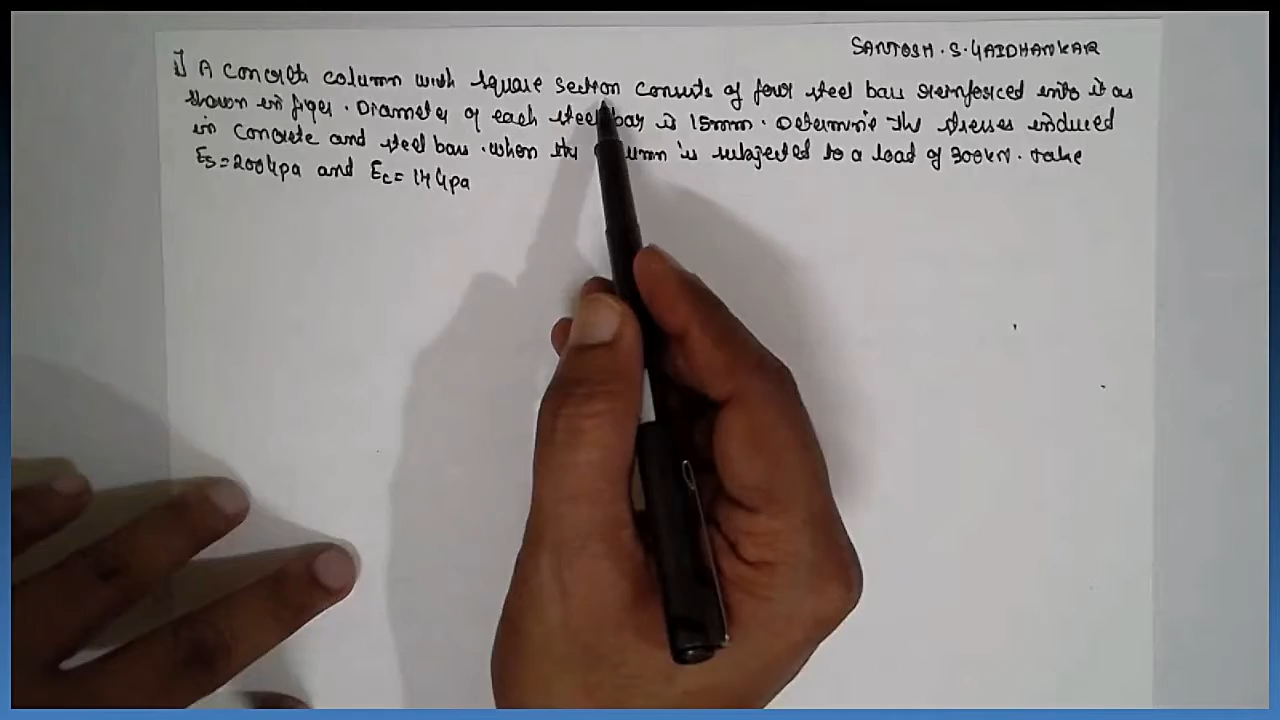 SANTOSH.S.GAIDHANKAR
1] A concrete column with square section consists of four steel bars reinforced into it as
shown in figer. Diameter of each steel bar is 15mm. Determine the stresses induced
in concrete and steel bars. when the column is subjected to a load of 300kN. Take
Es=200Gpa and Ec=14Gpa